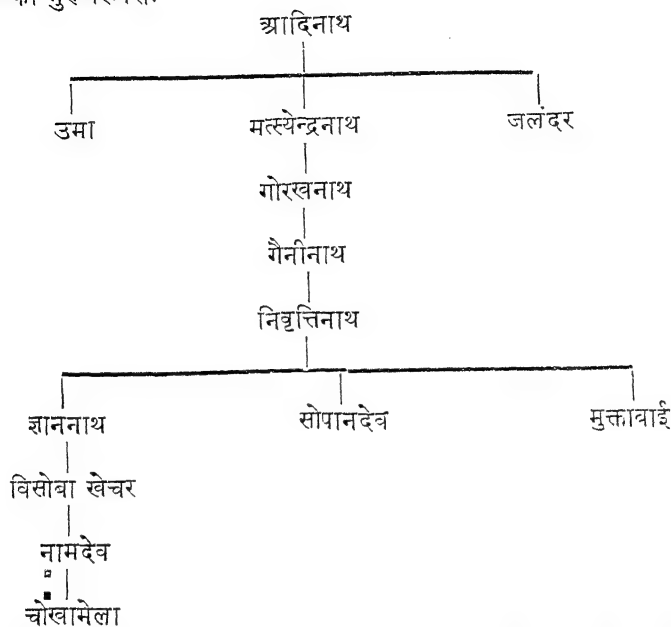 आदिनाथ
उमा मत्स्येन्द्रनाथ जलंदर
गोरखनाथ
गैनीनाथ
निवृत्तिनाथ
ज्ञाननाथ सोपानदेव मुक्तावाई
विसोबा खेचर
नामदेव
चोखामेला